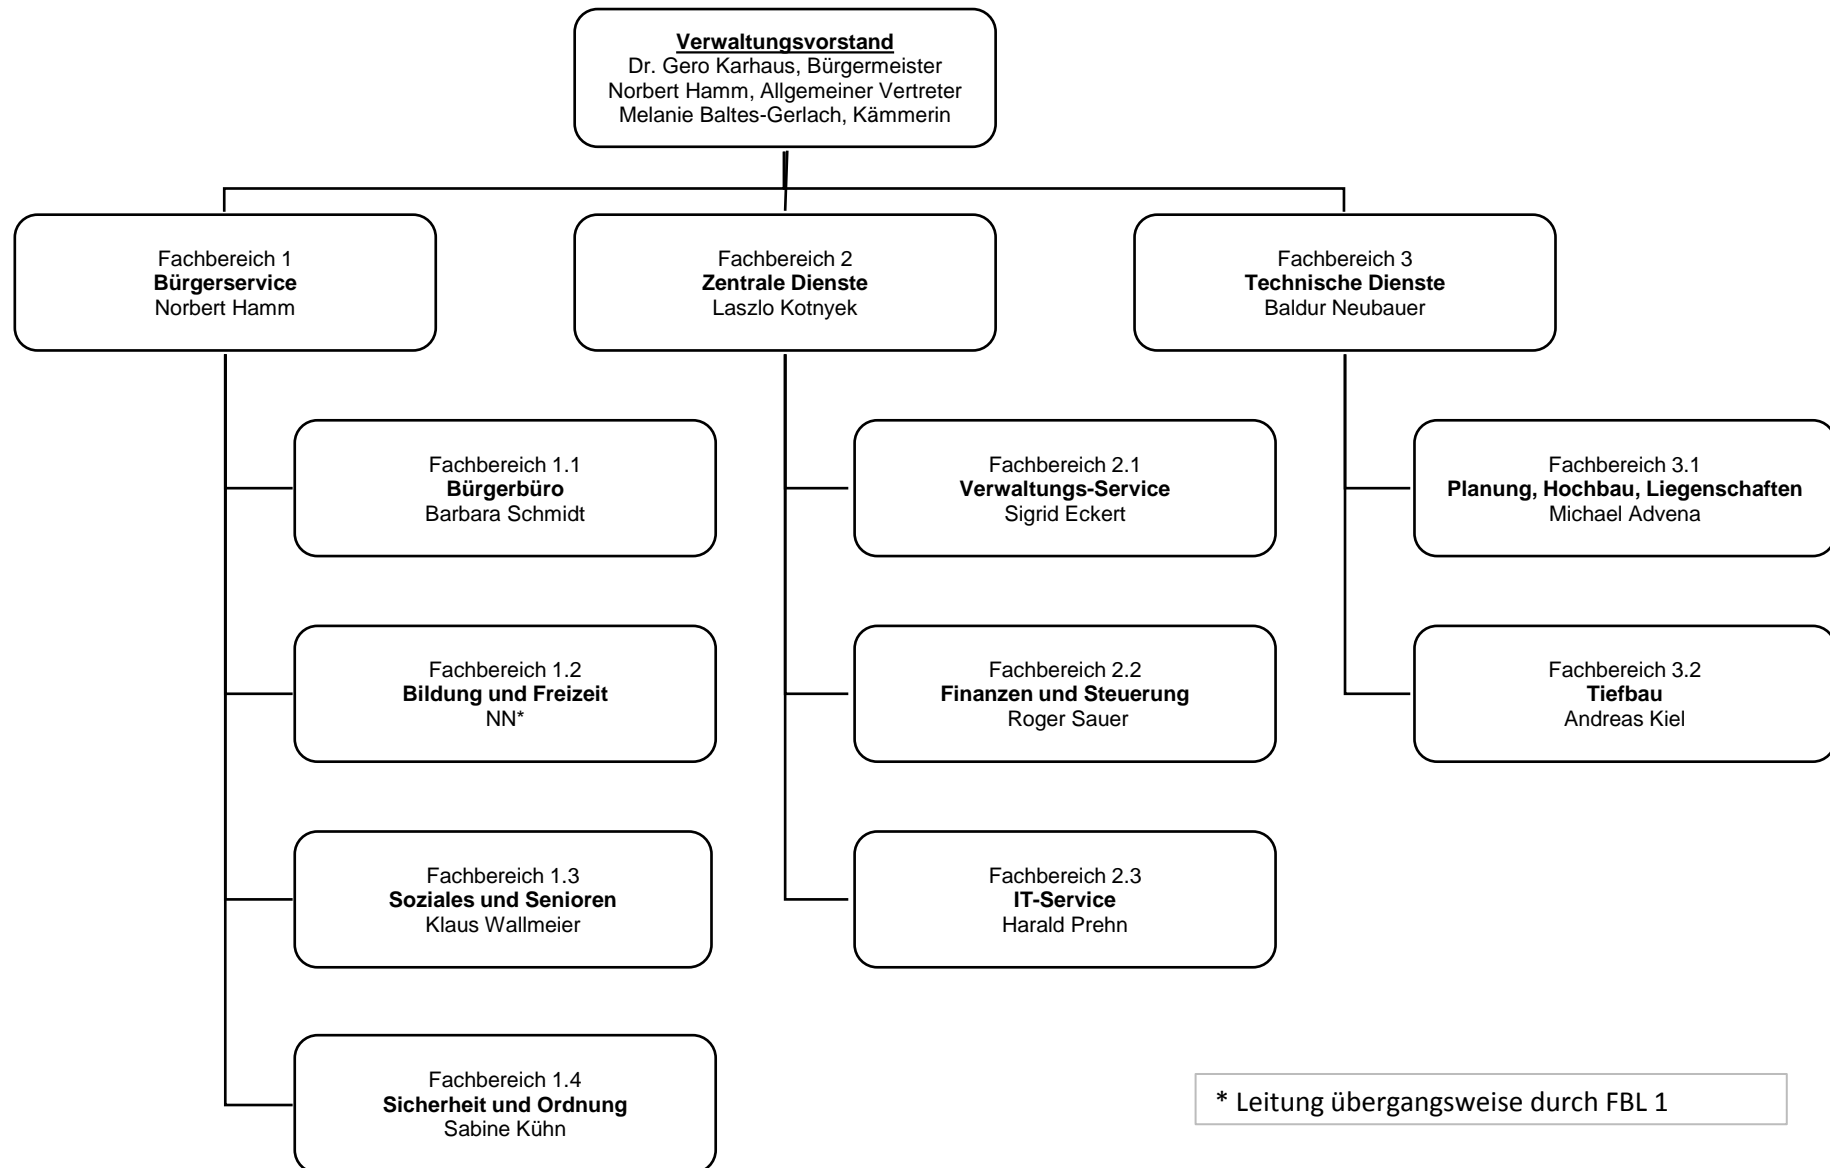 Verwaltungsvorstand
Dr. Gero Karhaus, Bürgermeister
Norbert Hamm, Allgemeiner Vertreter
Melanie Baltes-Gerlach, Kämmerin
Fachbereich 1
Bürgerservice
Norbert Hamm
Fachbereich 2
Zentrale Dienste
Laszlo Kotnyek
Fachbereich 3
Technische Dienste
Baldur Neubauer
Fachbereich 1.1
Bürgerbüro
Barbara Schmidt
Fachbereich 2.1
Verwaltungs-Service
Sigrid Eckert
Fachbereich 3.1
Planung, Hochbau, Liegenschaften
Michael Advena
Fachbereich 1.2
Bildung und Freizeit
NN*
Fachbereich 2.2
Finanzen und Steuerung
Roger Sauer
Fachbereich 3.2
Tiefbau
Andreas Kiel
Fachbereich 1.3
Soziales und Senioren
Klaus Wallmeier
Fachbereich 2.3
IT-Service
Harald Prehn
Fachbereich 1.4
Sicherheit und Ordnung
Sabine Kühn
* Leitung übergangsweise durch FBL 1